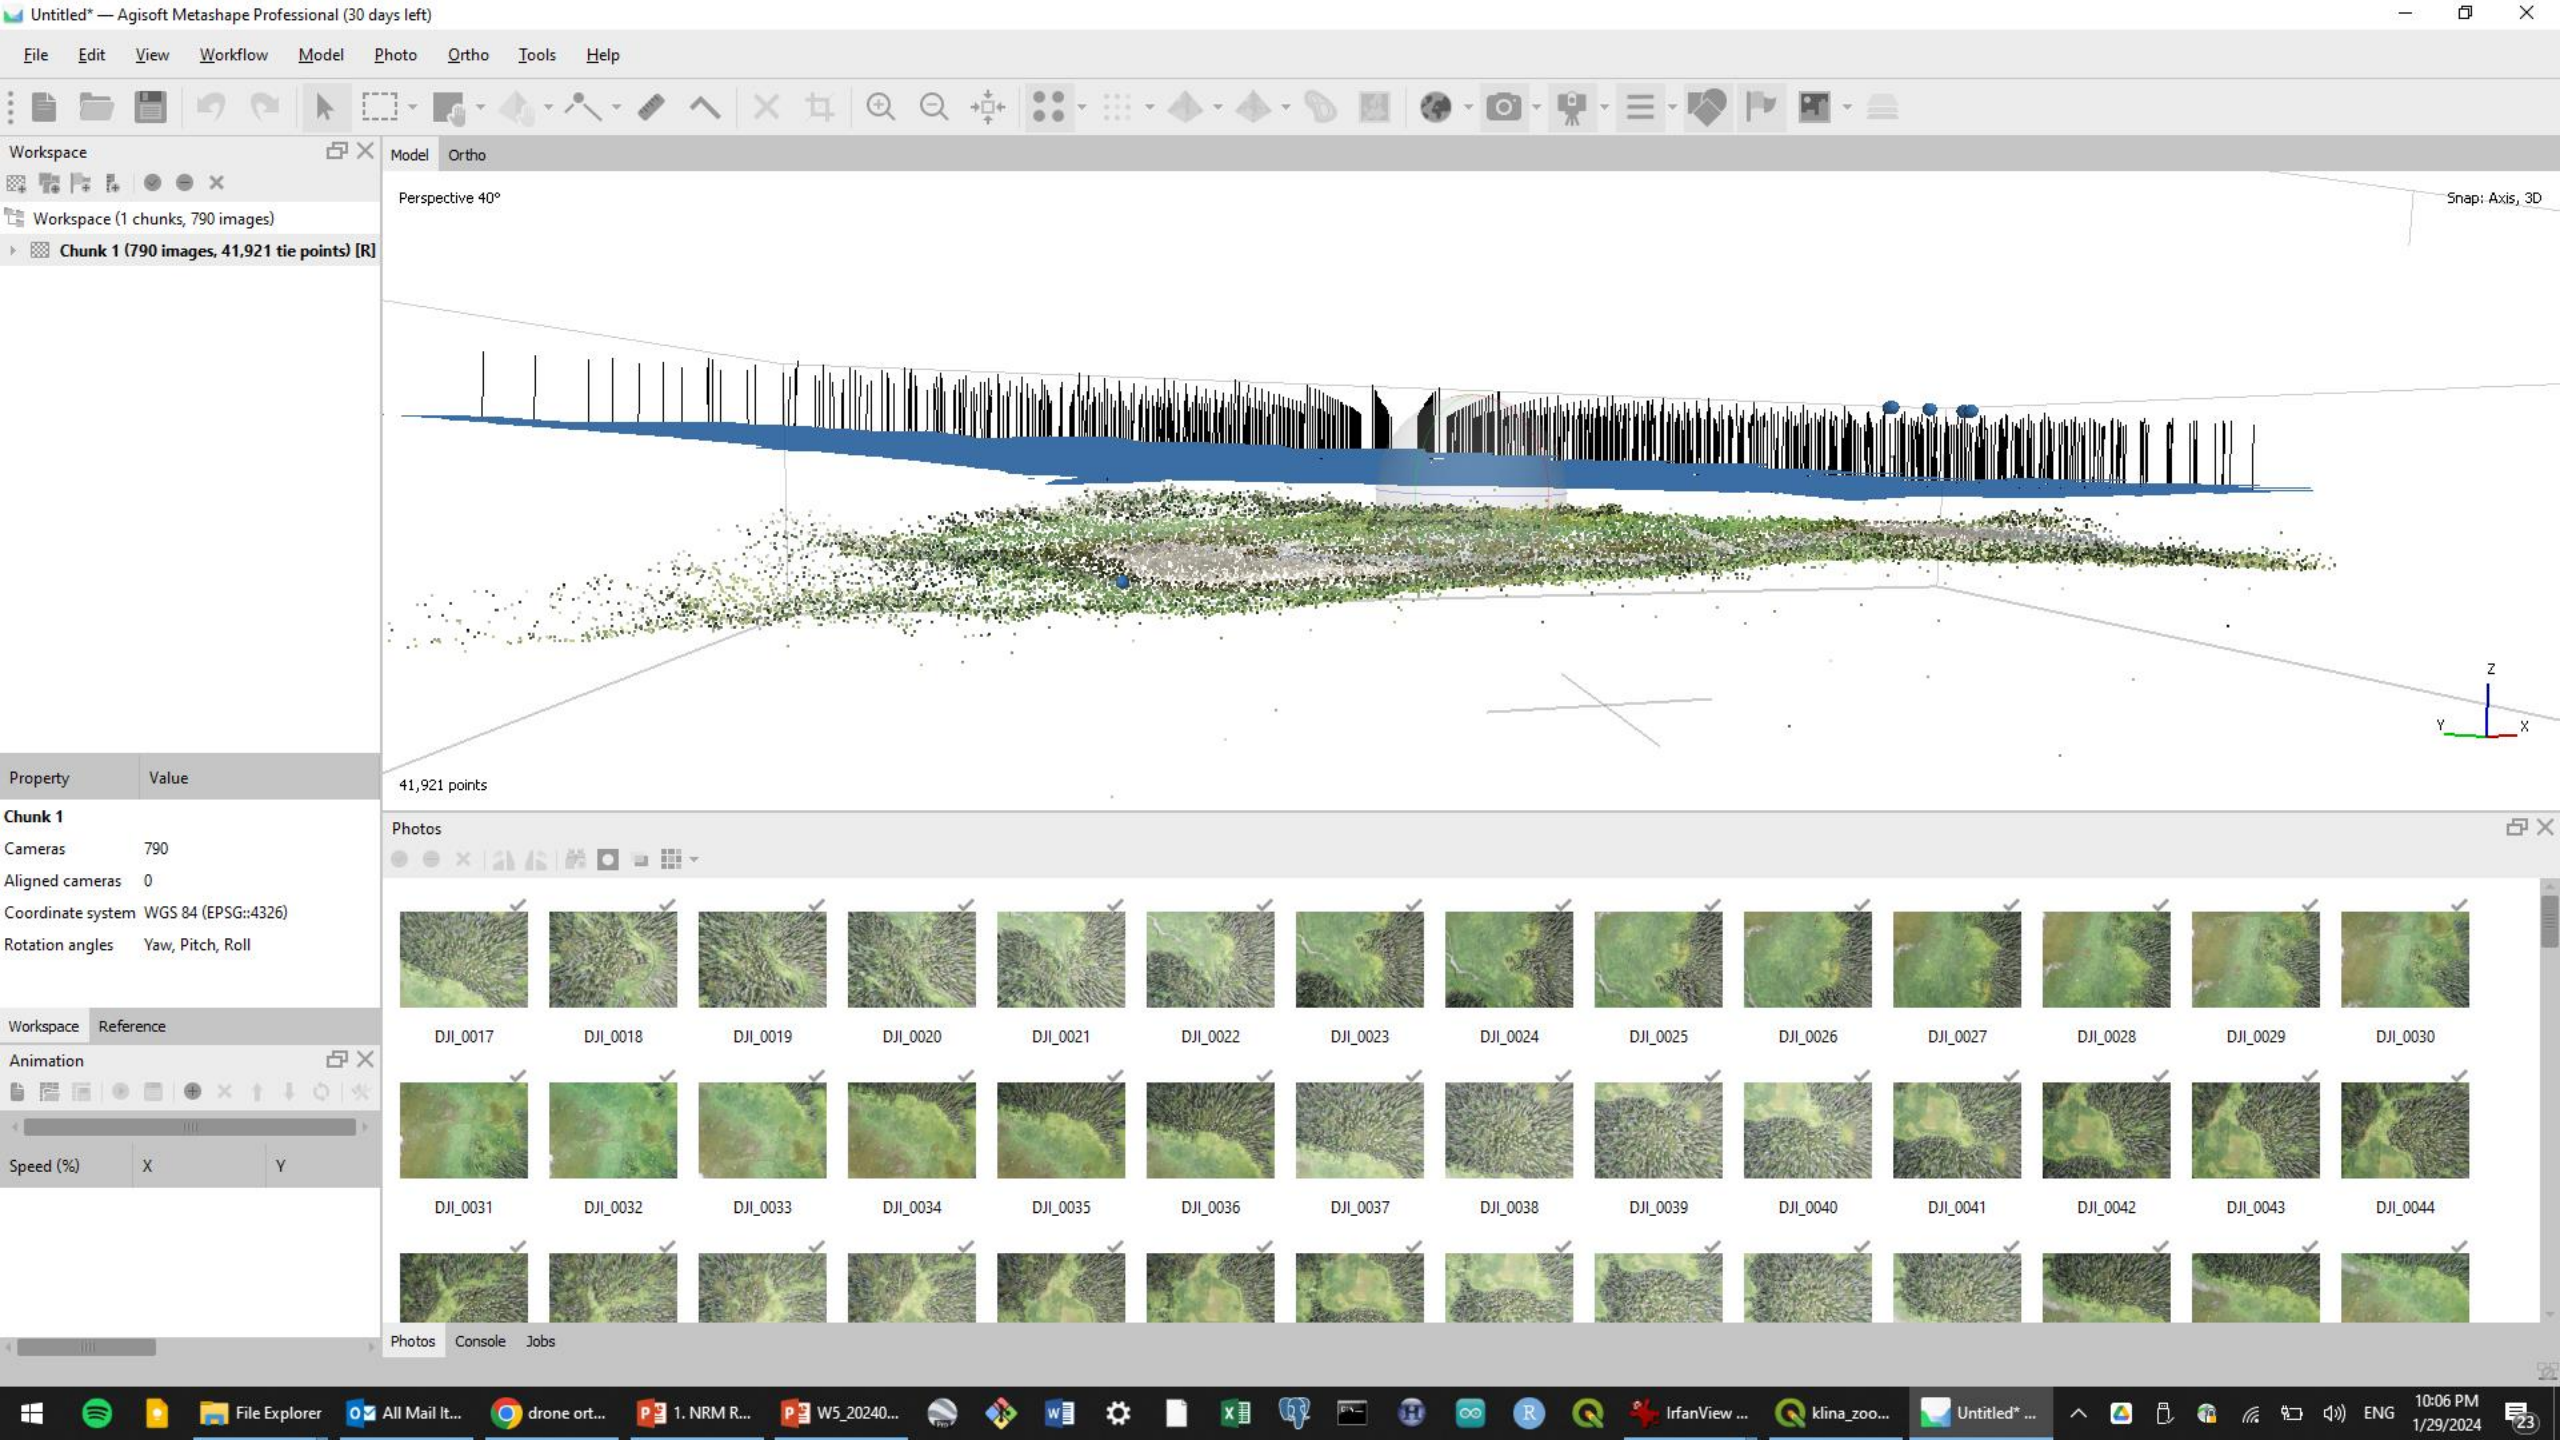 Untitled* — Agisoft Metashape Professional (30 days left)
File Edit View Workflow Model Photo Ortho Tools Help
Workspace
Workspace (1 chunks, 790 images)
Chunk 1 (790 images, 41,921 tie points) [R]
Property Value
Chunk 1
Cameras 790
Aligned cameras 0
Coordinate system WGS 84 (EPSG::4326)
Rotation angles Yaw, Pitch, Roll
Workspace Reference
Animation
Speed (%) X Y
Model Ortho
Perspective 40°
Snap: Axis, 3D
Z
Y
X
41,921 points
Photos
DJI_0017 DJI_0018 DJI_0019 DJI_0020 DJI_0021 DJI_0022 DJI_0023 DJI_0024 DJI_0025 DJI_0026 DJI_0027 DJI_0028 DJI_0029 DJI_0030
DJI_0031 DJI_0032 DJI_0033 DJI_0034 DJI_0035 DJI_0036 DJI_0037 DJI_0038 DJI_0039 DJI_0040 DJI_0041 DJI_0042 DJI_0043 DJI_0044
Photos Console Jobs
File Explorer All Mail It... drone ort... 1. NRM R... W5_20240... IrfanView ... klina_zoo... Untitled* ... ENG
10:06 PM
1/29/2024
23